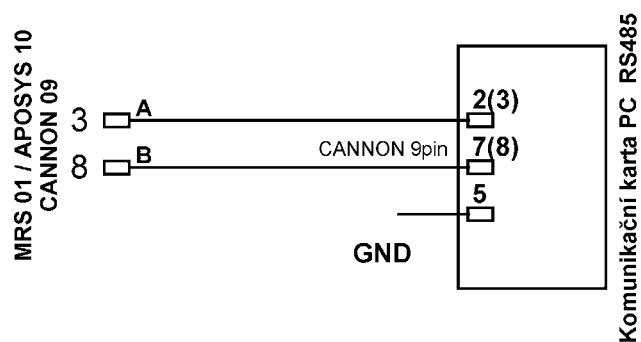 MRS 01 / APOSYS 10
CANNON 09
3
A
8
B
CANNON 9pin
2(3)
7(8)
5
GND
Komunikační karta PC RS485